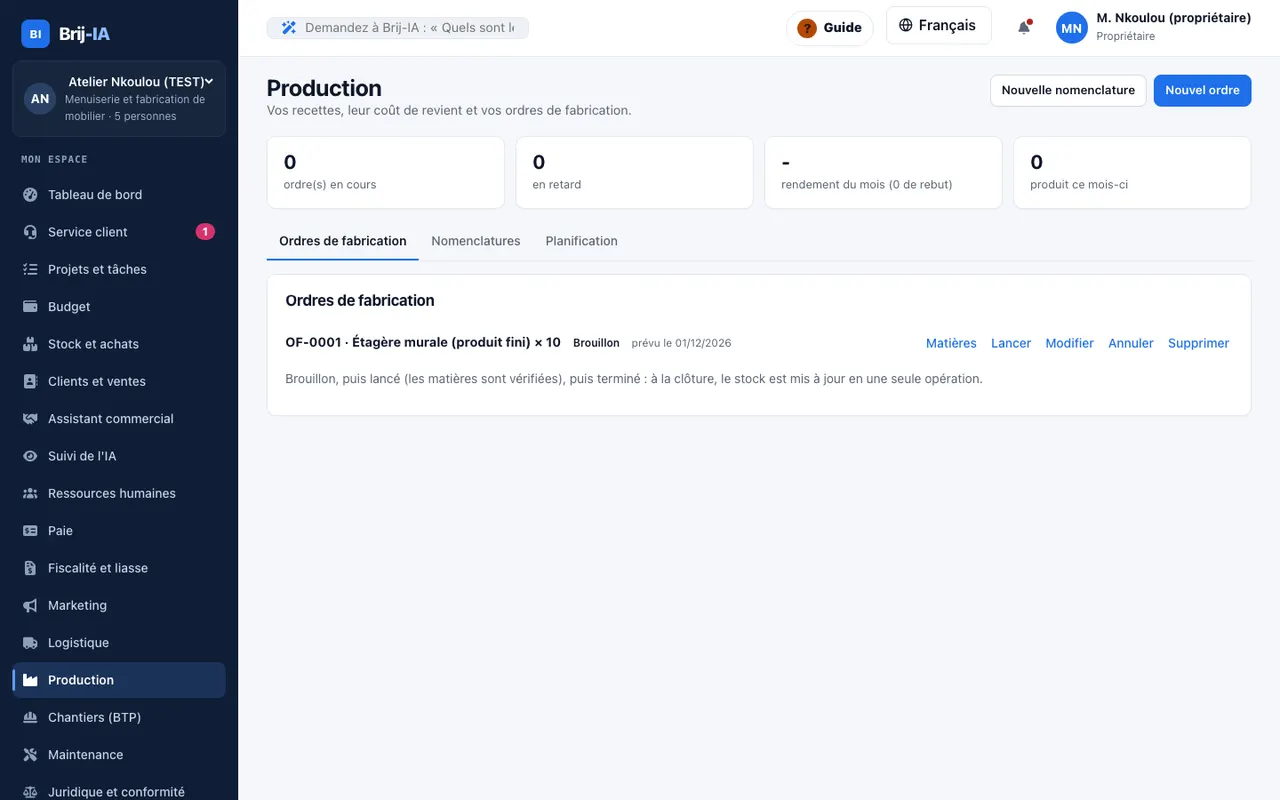 BI Brij-IA
Demandez à Brij-IA : « Quels sont
? Guide
Français
MN
M. Nkoulou (propriétaire)
Propriétaire
AN
Atelier Nkoulou (TEST)
Menuiserie et fabrication de
mobilier · 5 personnes
MON ESPACE
Tableau de bord
Service client 1
Projets et tâches
Budget
Stock et achats
Clients et ventes
Assistant commercial
Suivi de l'IA
Ressources humaines
Paie
Fiscalité et liasse
Marketing
Logistique
Production
Chantiers (BTP)
Maintenance
Juridique et conformité
Production
Vos recettes, leur coût de revient et vos ordres de fabrication.
Nouvelle nomenclature
Nouvel ordre
0
ordre(s) en cours
0
en retard
-
rendement du mois (0 de rebut)
0
produit ce mois-ci
Ordres de fabrication Nomenclatures Planification
Ordres de fabrication
OF-0001 · Étagère murale (produit fini) × 10 Brouillon prévu le 01/12/2026 Matières Lancer Modifier Annuler Supprimer
Brouillon, puis lancé (les matières sont vérifiées), puis terminé : à la clôture, le stock est mis à jour en une seule opération.